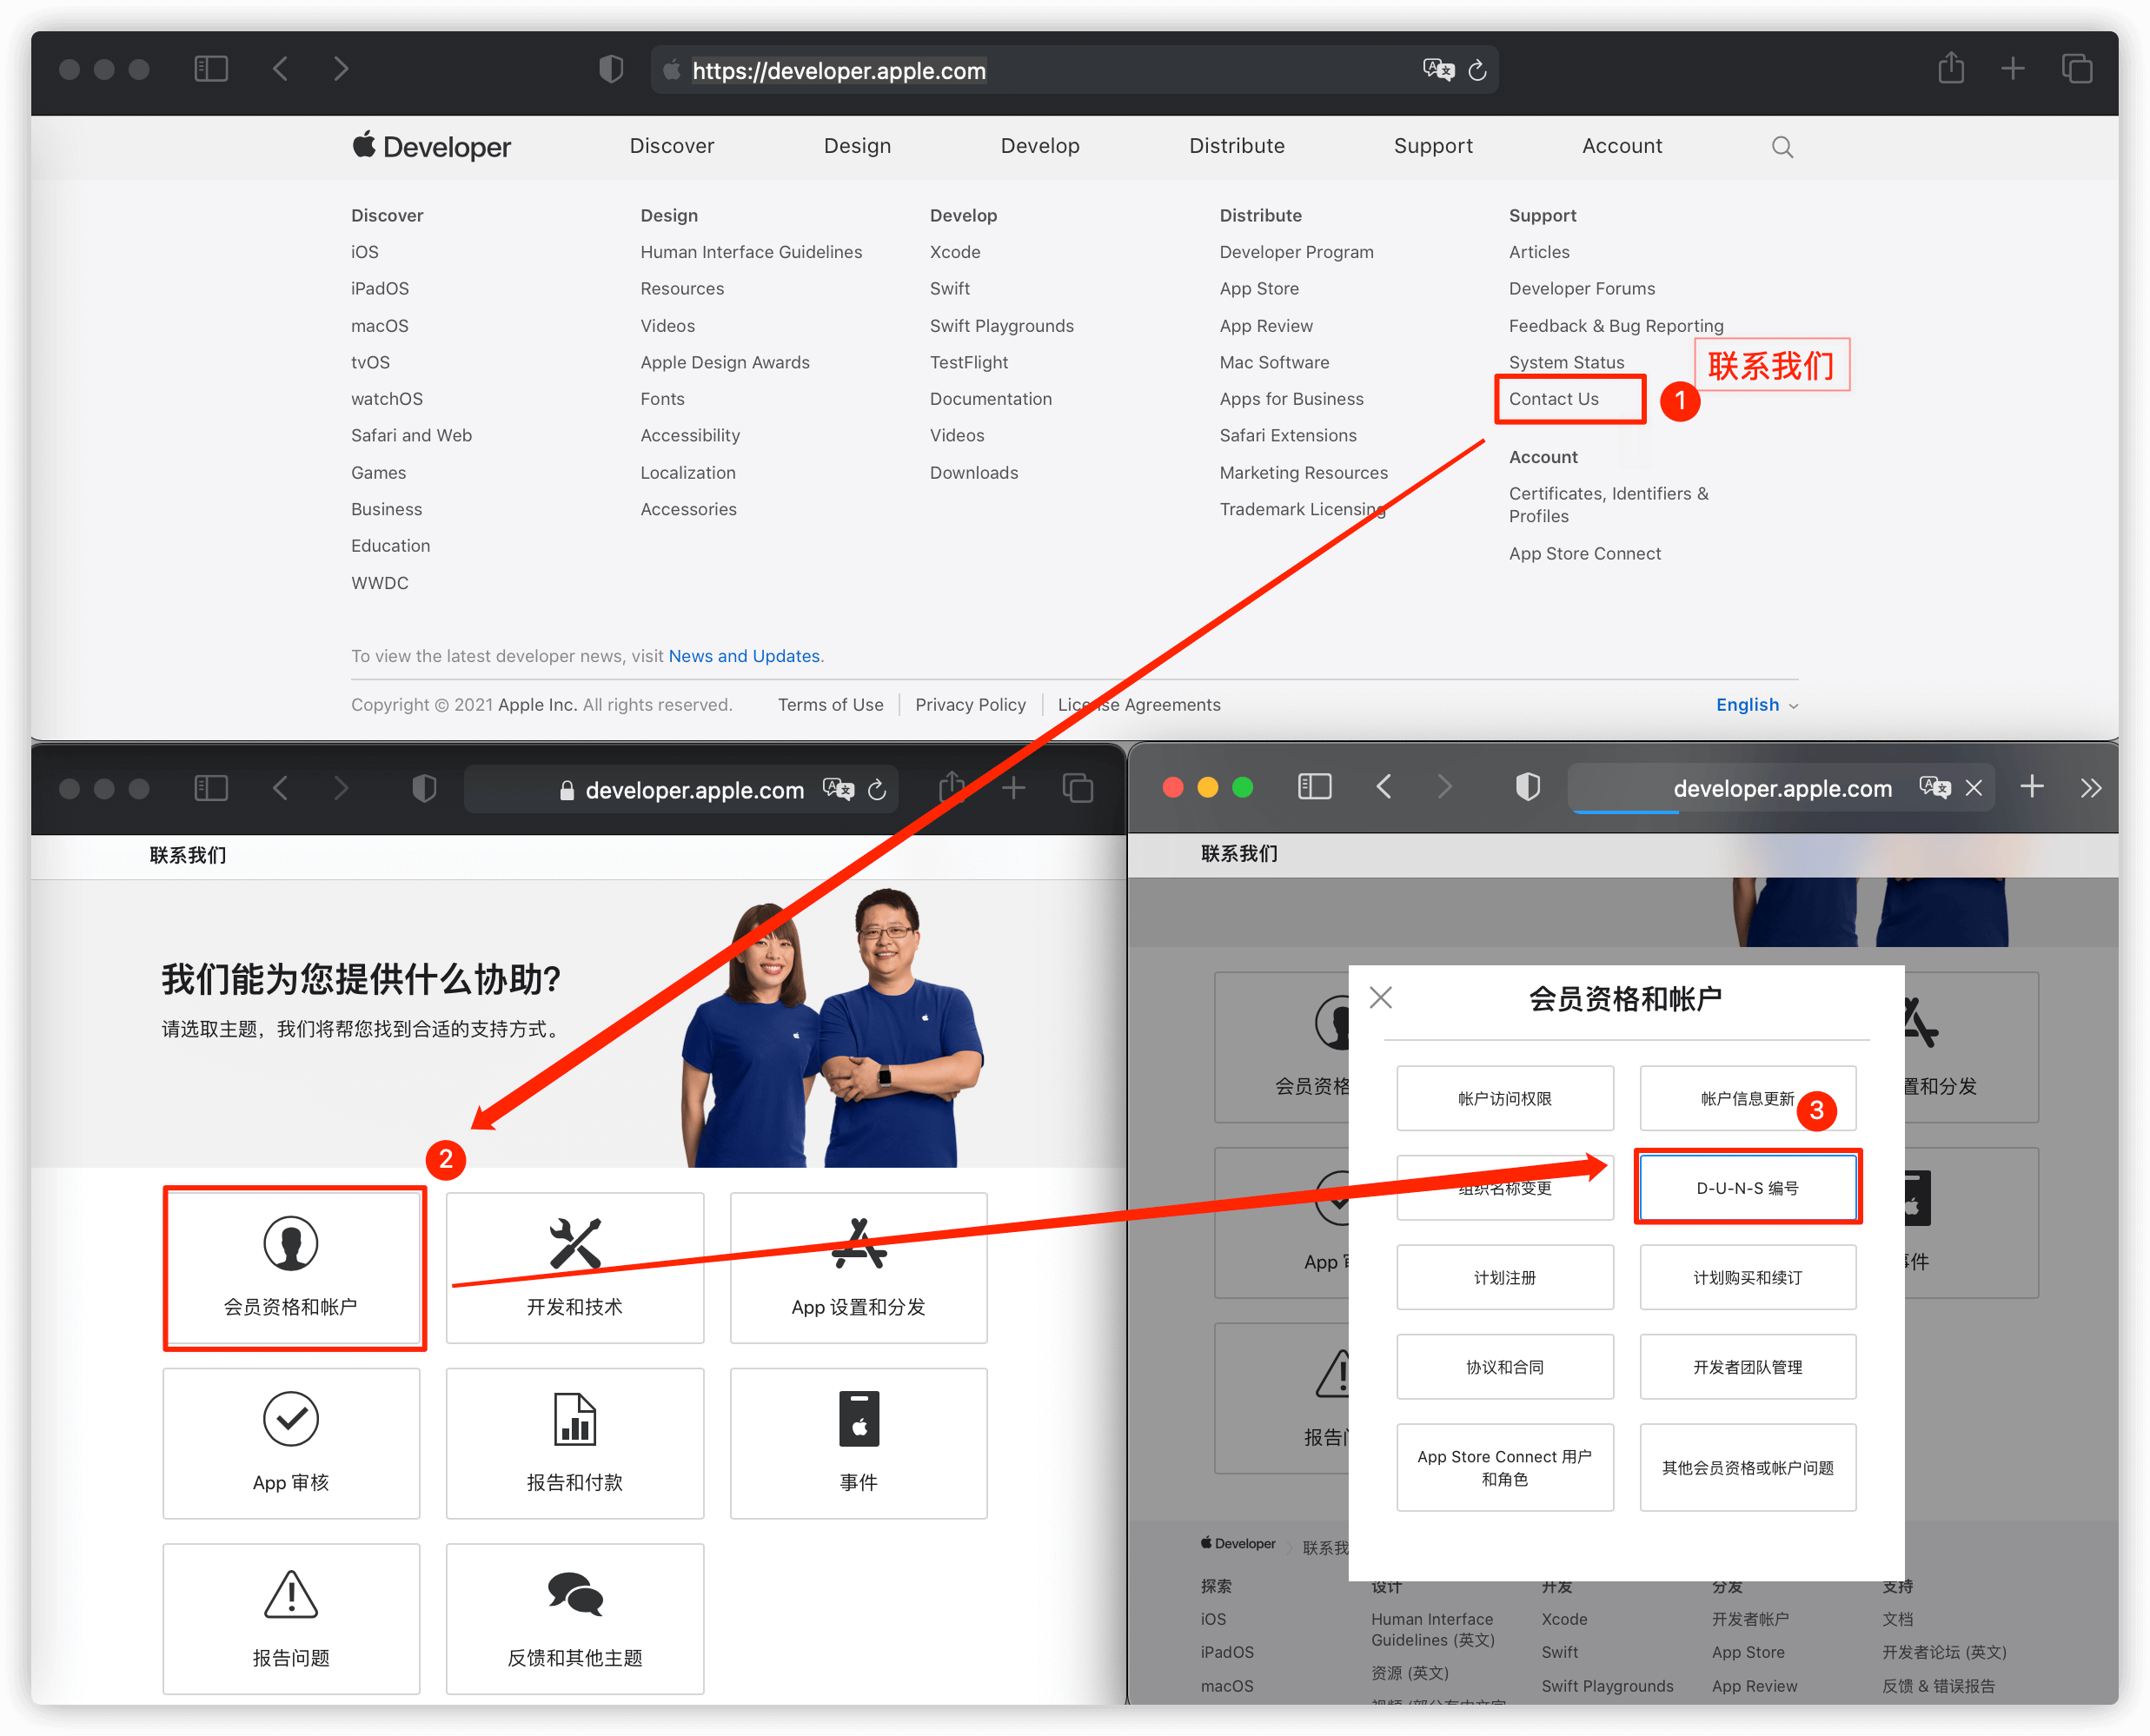 https://developer.apple.com
Developer
Discover
Design
Develop
Distribute
Support
Account
Discover
iOS
iPadOS
macOS
tvOS
watchOS
Safari and Web
Games
Business
Education
WWDC
Design
Human Interface Guidelines
Resources
Videos
Apple Design Awards
Fonts
Accessibility
Localization
Accessories
Develop
Xcode
Swift
Swift Playgrounds
TestFlight
Documentation
Videos
Downloads
Distribute
Developer Program
App Store
App Review
Mac Software
Apps for Business
Safari Extensions
Marketing Resources
Trademark Licensing
Support
Articles
Developer Forums
Feedback & Bug Reporting
System Status
Contact Us
1
联系我们
Account
Certificates, Identifiers &
Profiles
App Store Connect
To view the latest developer news, visit News and Updates.
Copyright © 2021 Apple Inc. All rights reserved.
Terms of Use
Privacy Policy
License Agreements
English
developer.apple.com
联系我们
我们能为您提供什么协助?
请选取主题，我们将帮您找到合适的支持方式。
2
会员资格和帐户
开发和技术
App 设置和分发
App 审核
报告和付款
事件
报告问题
反馈和其他主题
developer.apple.com
联系我们
会员资格和帐户
帐户访问权限
帐户信息更新
3
组织名称变更
D-U-N-S 编号
计划注册
计划购买和续订
协议和合同
开发者团队管理
App Store Connect 用户
和角色
其他会员资格或帐户问题
会员资格
置和分发
App
件
报告
Developer
联系我
探索
iOS
iPadOS
macOS
设计
Human Interface
Guidelines (英文)
资源 (英文)
开发
Xcode
Swift
Swift Playgrounds
分发
开发者帐户
App Store
App Review
支持
文档
开发者论坛 (英文)
反馈 & 错误报告